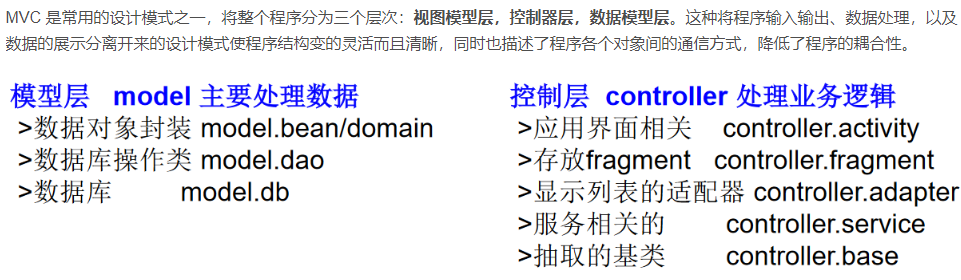 MVC 是常用的设计模式之一，将整个程序分为三个层次：视图模型层，控制器层，数据模型层。这种将程序输入输出、数据处理，以及
数据的展示分离开来的设计模式使程序结构变的灵活而且清晰，同时也描述了程序各个对象间的通信方式，降低了程序的耦合性。
模型层 model 主要处理数据
>数据对象封装 model.bean/domain
>数据库操作类 model.dao
>数据库 model.db
控制层 controller 处理业务逻辑
>应用界面相关 controller.activity
>存放fragment controller.fragment
>显示列表的适配器 controller.adapter
>服务相关的 controller.service
>抽取的基类 controller.base